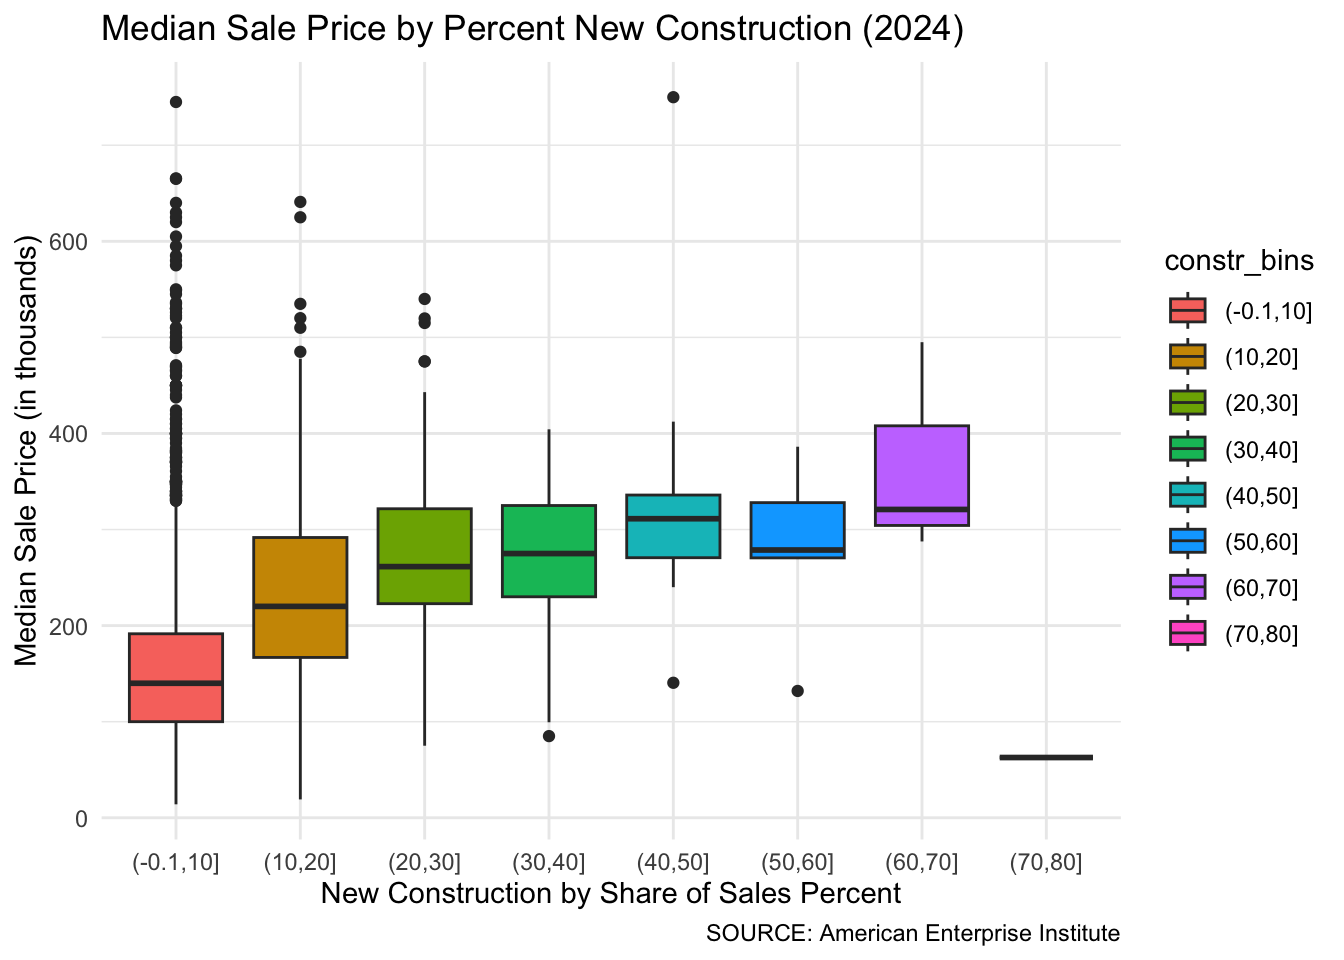 Median Sale Price by Percent New Construction (2024)
Median Sale Price (in thousands)
600
400
200
0
(-0.1,10] (10,20] (20,30] (30,40] (40,50] (50,60] (60,70] (70,80]
New Construction by Share of Sales Percent
SOURCE: American Enterprise Institute
constr_bins
(-0.1,10]
(10,20]
(20,30]
(30,40]
(40,50]
(50,60]
(60,70]
(70,80]